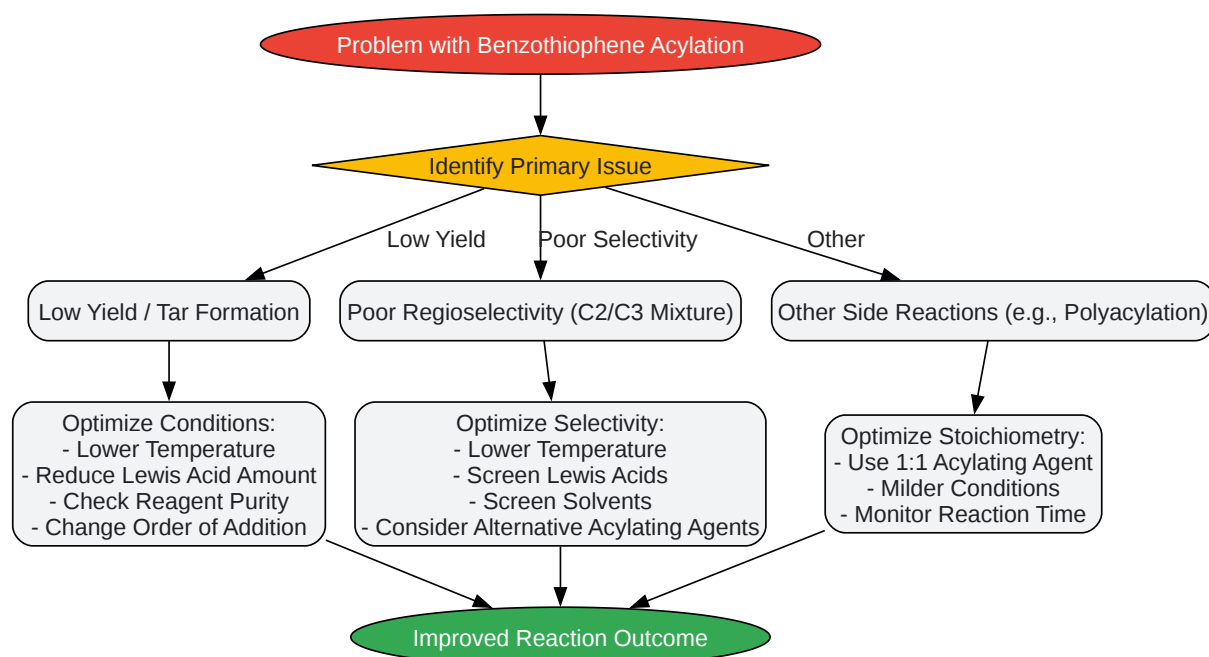 Problem with Benzothiophene Acylation
Identify Primary Issue
Low Yield
Poor Selectivity
Other
Low Yield / Tar Formation
Poor Regioselectivity (C2/C3 Mixture)
Other Side Reactions (e.g., Polyacylation)
Optimize Conditions:
- Lower Temperature
- Reduce Lewis Acid Amount
- Check Reagent Purity
- Change Order of Addition
Optimize Selectivity:
- Lower Temperature
- Screen Lewis Acids
- Screen Solvents
- Consider Alternative Acylating Agents
Optimize Stoichiometry:
- Use 1:1 Acylating Agent
- Milder Conditions
- Monitor Reaction Time
Improved Reaction Outcome